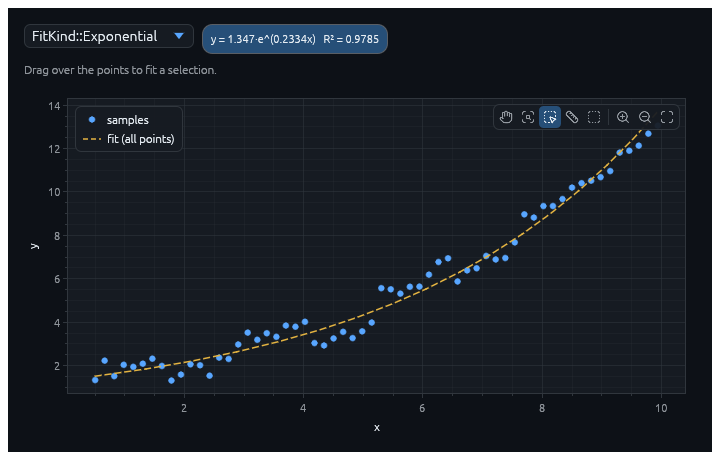 FitKind::Exponential
y = 1.347·e^(0.2334x)   R² = 0.9785
Drag over the points to fit a selection.
samples
fit (all points)
14
12
10
8
6
4
2
y
2
4
6
8
10
x